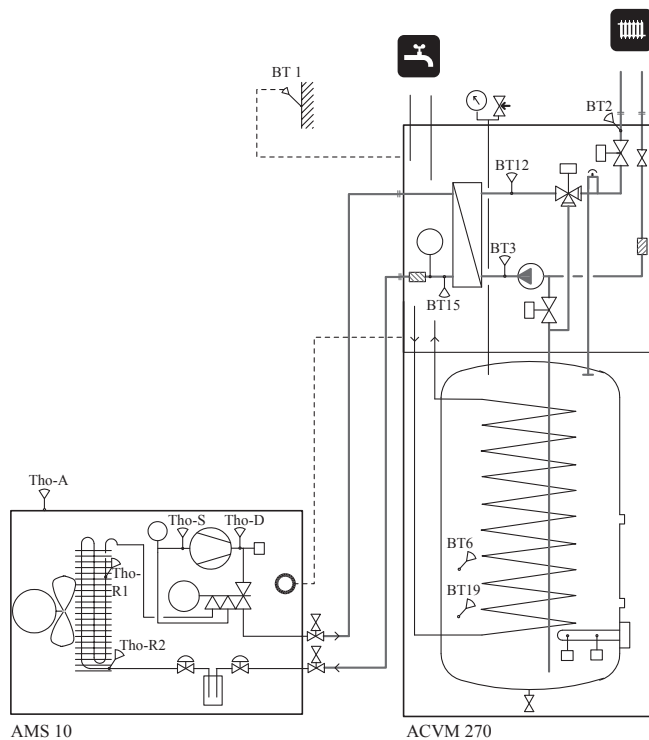 BT 1
BT2
BT12
BT3
BT15
Tho-A
Tho-S
Tho-D
Tho-
R1
BT6
BT19
Tho-R2
AMS 10
ACVM 270